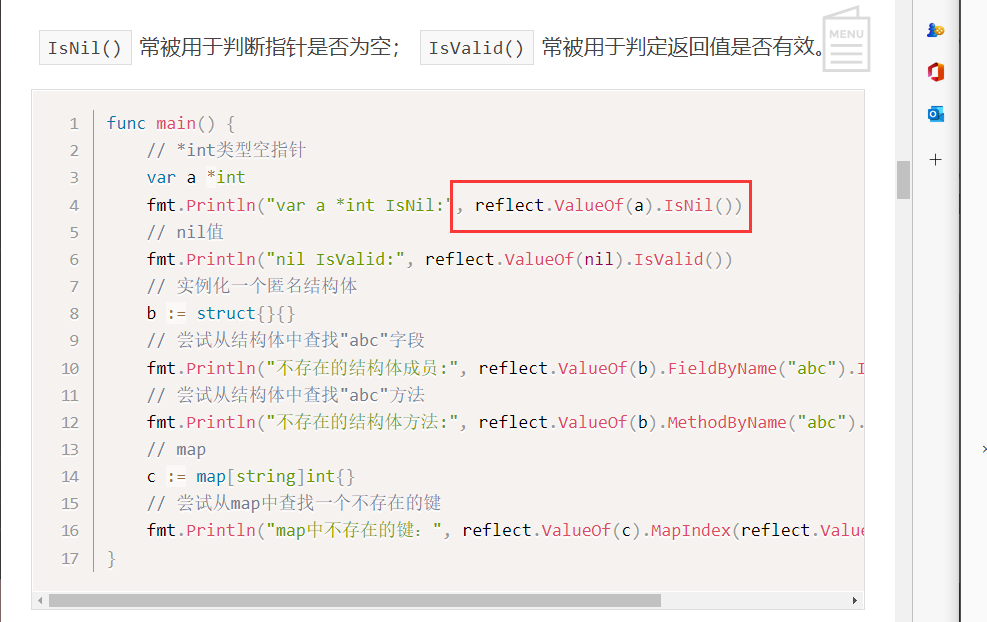 IsNil() 常被用于判断指针是否为空； IsValid() 常被用于判定返回值是否有效。
MENU
1 func main() {
2 // *int类型空指针
3 var a *int
4 fmt.Println("var a *int IsNil:", reflect.ValueOf(a).IsNil())
5 // nil值
6 fmt.Println("nil IsValid:", reflect.ValueOf(nil).IsValid())
7 // 实例化一个匿名结构体
8 b := struct{}{}
9 // 尝试从结构体中查找"abc"字段
10 fmt.Println("不存在的结构体成员:", reflect.ValueOf(b).FieldByName("abc").I
11 // 尝试从结构体中查找"abc"方法
12 fmt.Println("不存在的结构体方法:", reflect.ValueOf(b).MethodByName("abc").
13 // map
14 c := map[string]int{}
15 // 尝试从map中查找一个不存在的键
16 fmt.Println("map中不存在的键：", reflect.ValueOf(c).MapIndex(reflect.Value
17 }